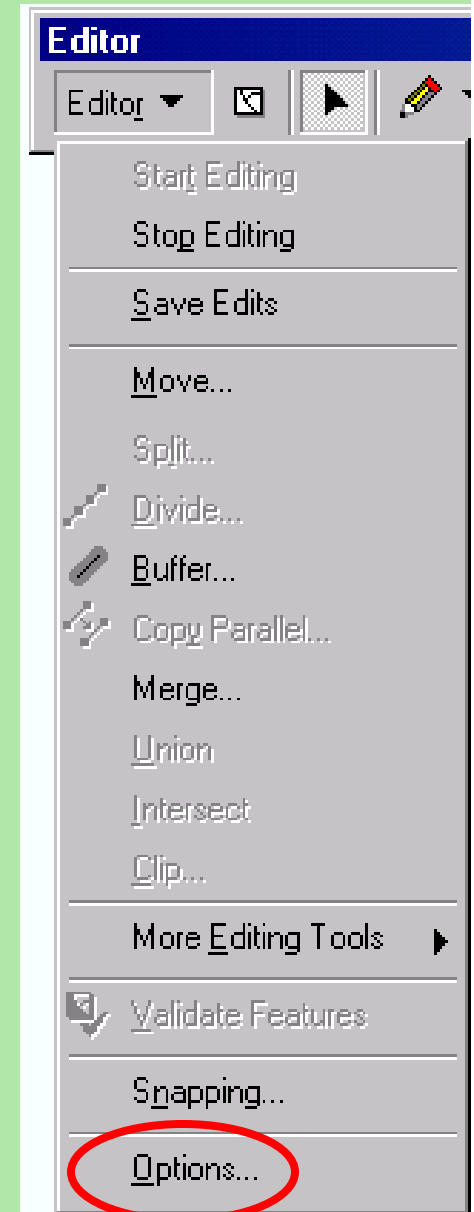 Editor
Editor
Start Editing
Stop Editing
Save Edits
Move...
Split...
Divide...
Buffer...
Copy Parallel...
Merge...
Union
Intersect
Clip...
More Editing Tools
Validate Features
Snapping...
Options...